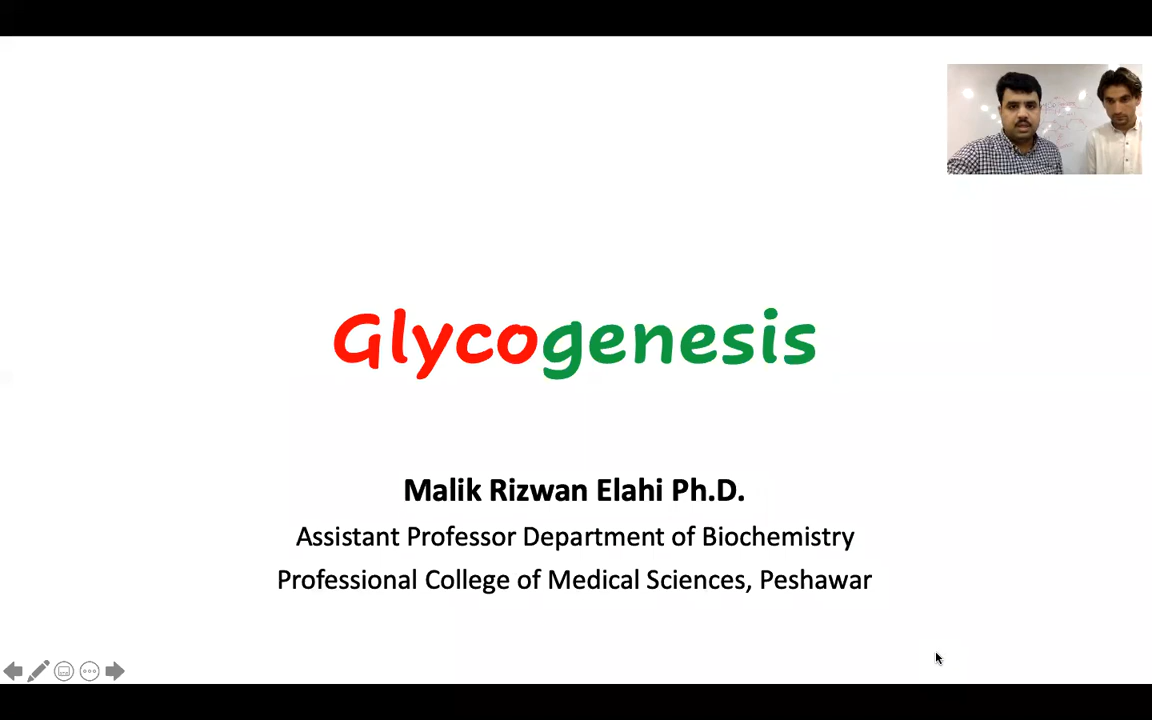 Glycogenesis
Malik Rizwan Elahi Ph.D.
Assistant Professor Department of Biochemistry
Professional College of Medical Sciences, Peshawar